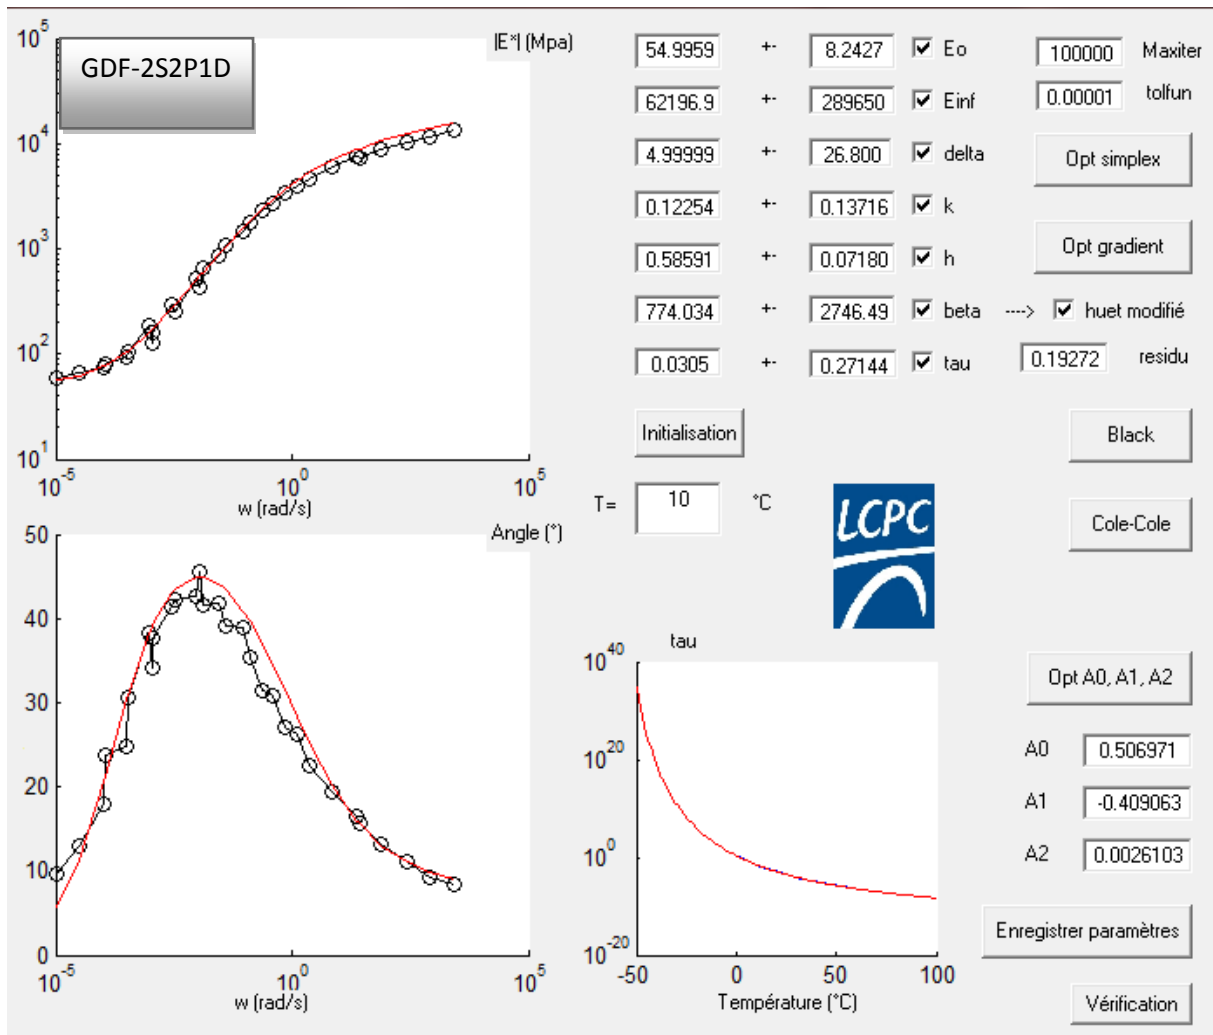 GDF-2S2P1D
|E*| (Mpa)
10^5
10^4
10^3
10^2
10^1
10^-5 10^0 10^5
w (rad/s)
54.9959 +- 8.2427 Eo
62196.9 +- 289650 Einf
4.99999 +- 26.800 delta
0.12254 +- 0.13716 k
0.58591 +- 0.07180 h
774.034 +- 2746.49 beta ----> huet modifié
0.0305 +- 0.27144 tau
0.19272 residu
100000 Maxiter
0.00001 tolfun
Opt simplex
Opt gradient
Initialisation
Black
T= 10 °C
LCPC
Cole-Cole
Angle (°)
50
40
30
20
10
0
10^-5 10^0 10^5
w (rad/s)
tau
10^40
10^20
10^0
10^-20
-50 0 50 100
Température (°C)
Opt A0, A1, A2
A0 0.506971
A1 -0.409063
A2 0.0026103
Enregistrer paramètres
Vérification